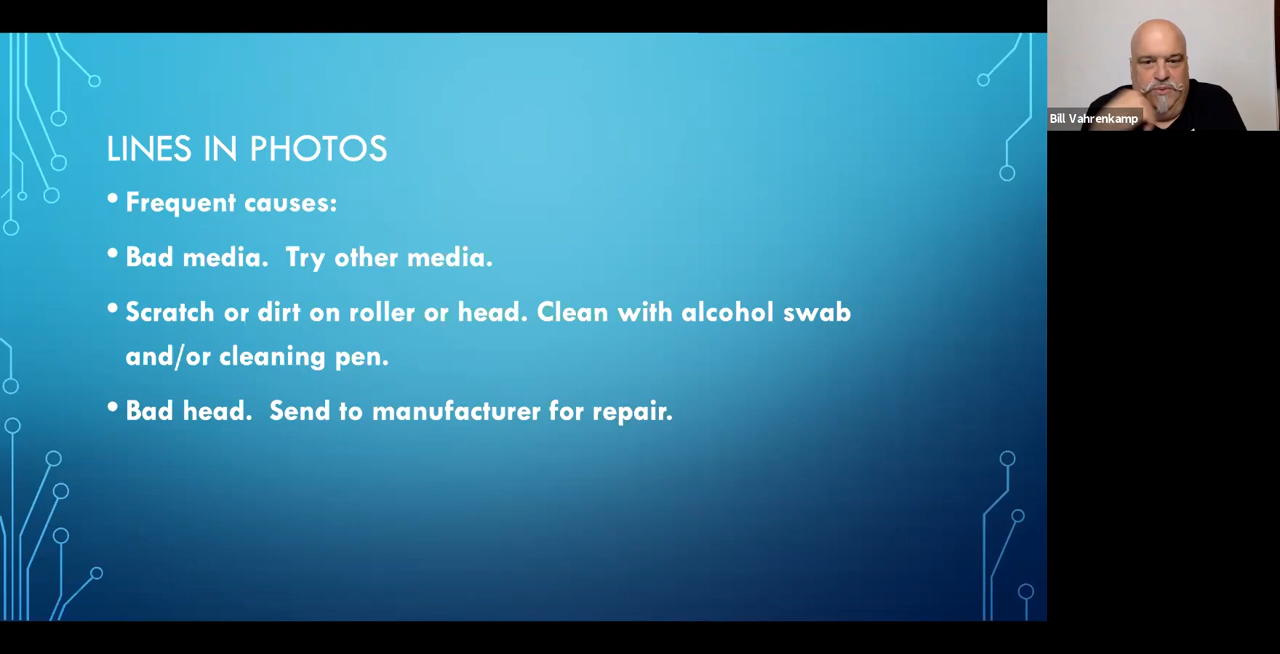 LINES IN PHOTOS
• Frequent causes:
• Bad media.  Try other media.
• Scratch or dirt on roller or head. Clean with alcohol swab
and/or cleaning pen.
• Bad head.  Send to manufacturer for repair.
Bill Vahrenkamp